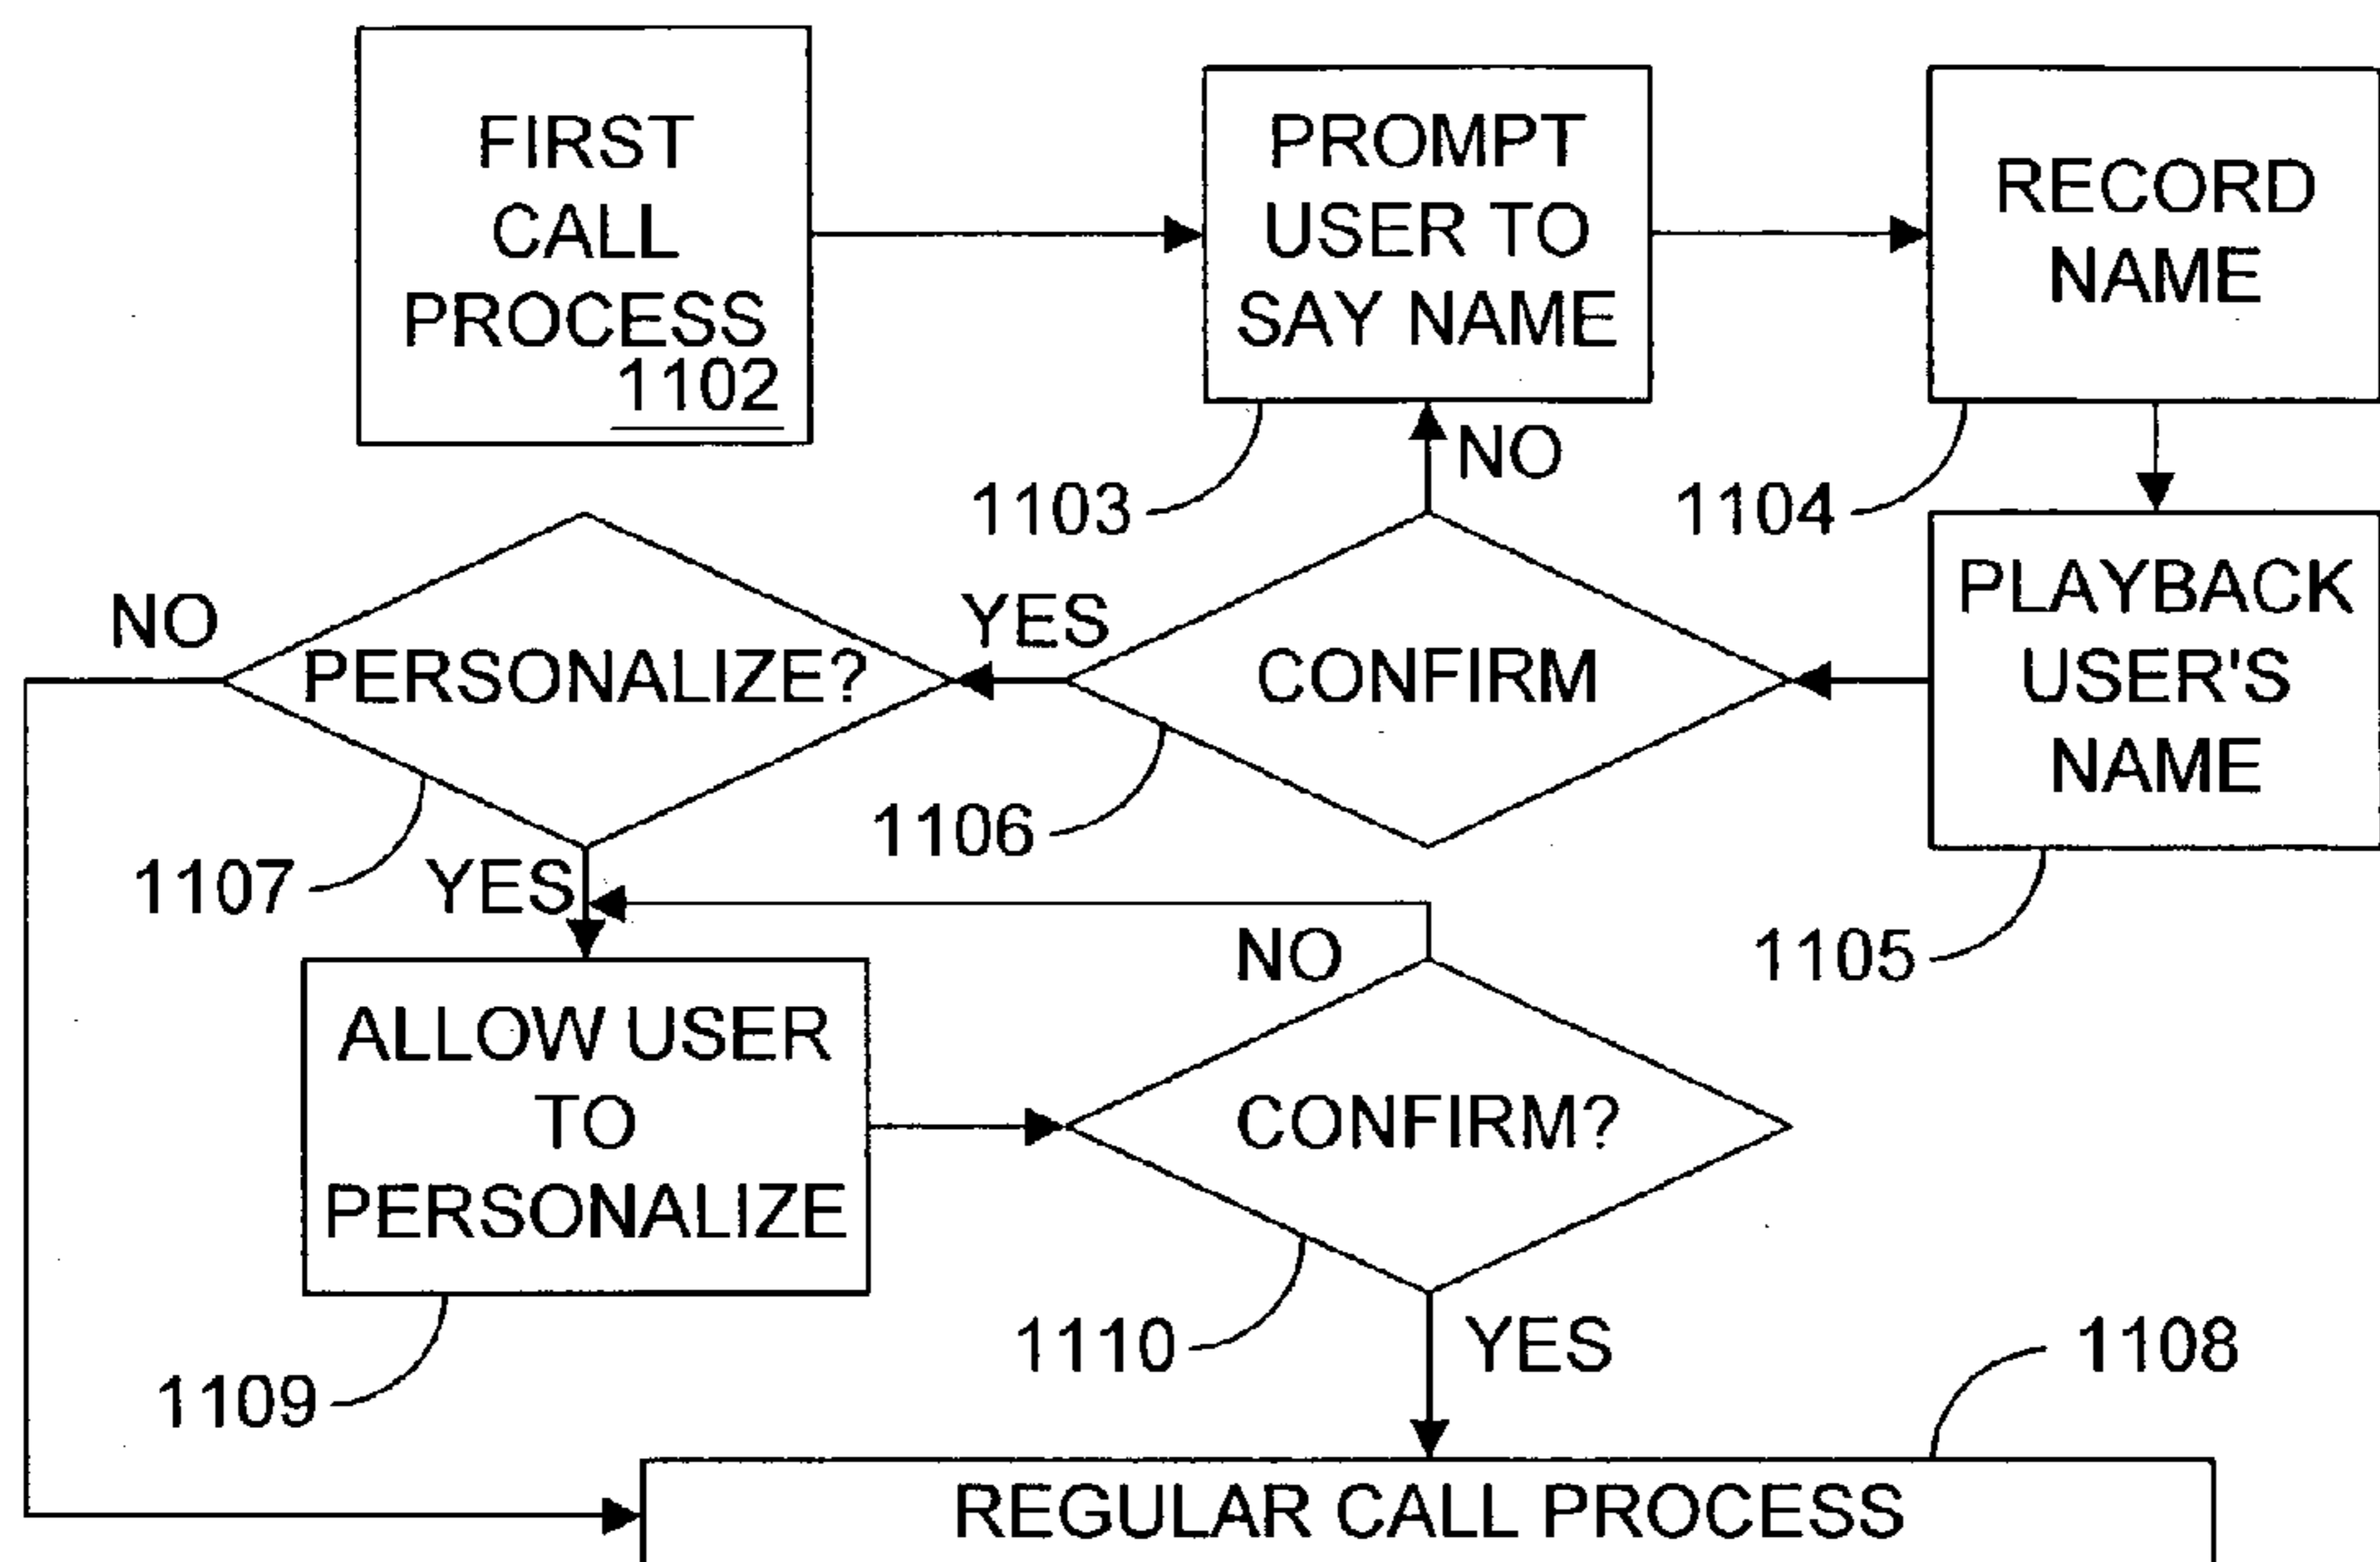 FIRST
CALL
PROCESS
1102
PROMPT
USER TO
SAY NAME
1103
RECORD
NAME
1104
PLAYBACK
USER'S
NAME
1105
CONFIRM
1106
NO
YES
PERSONALIZE?
1107
NO
YES
ALLOW USER
TO
PERSONALIZE
1109
CONFIRM?
1110
NO
YES
1108
REGULAR CALL PROCESS